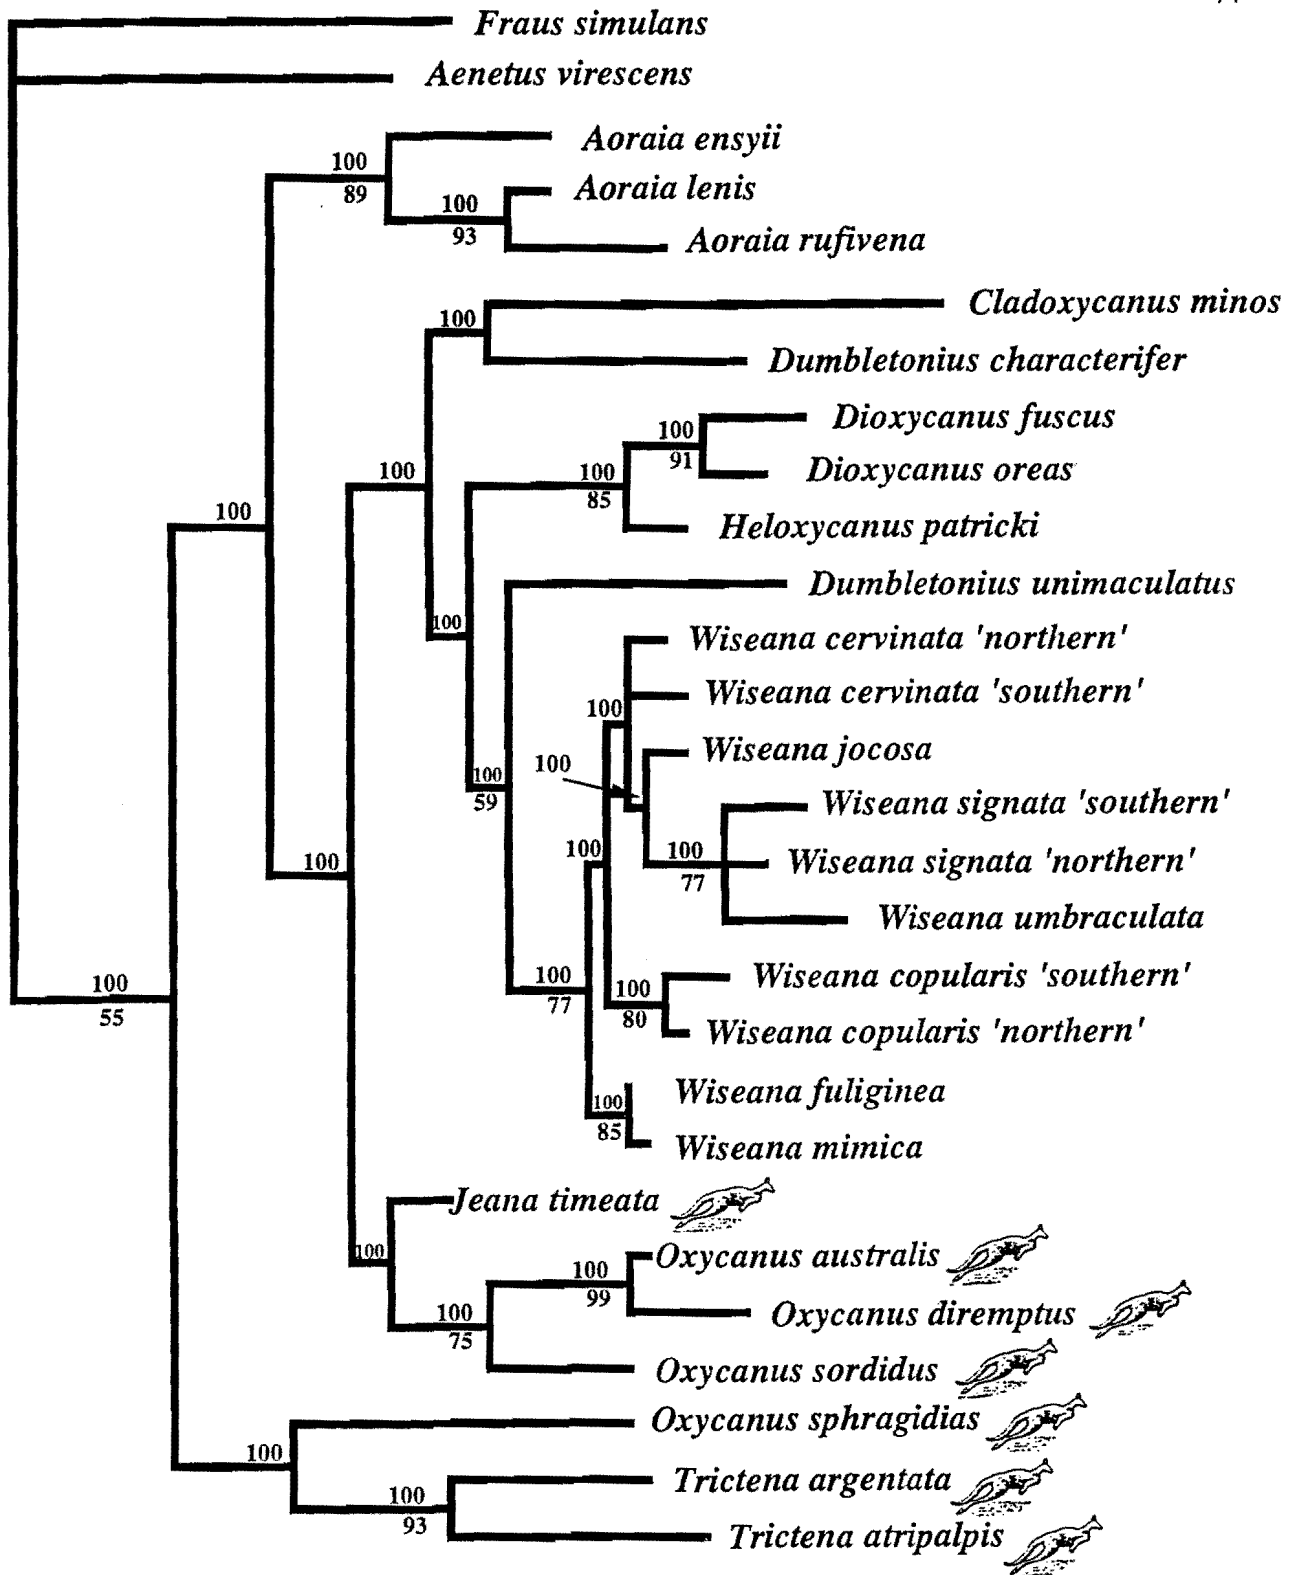 Fraus simulans
Aenetus virescens
Aoraia ensyii
100
89
Aoraia lenis
100
93
Aoraia rufivena
Cladoxycanus minos
100
Dumbletonius characterifer
Dioxycanus fuscus
100
91
Dioxycanus oreas
100
100
85
Heloxycanus patricki
100
Dumbletonius unimaculatus
100
Wiseana cervinata 'northern'
Wiseana cervinata 'southern'
100
Wiseana jocosa
100
100
59
Wiseana signata 'southern'
100
100
100
77
Wiseana signata 'northern'
Wiseana umbraculata
100
55
100
77
Wiseana copularis 'southern'
100
80
Wiseana copularis 'northern'
Wiseana fuliginea
100
85
Wiseana mimica
Jeana timeata
100
Oxycanus australis
100
99
Oxycanus diremptus
100
75
Oxycanus sordidus
Oxycanus sphragidias
100
Trictena argentata
100
93
Trictena atripalpis